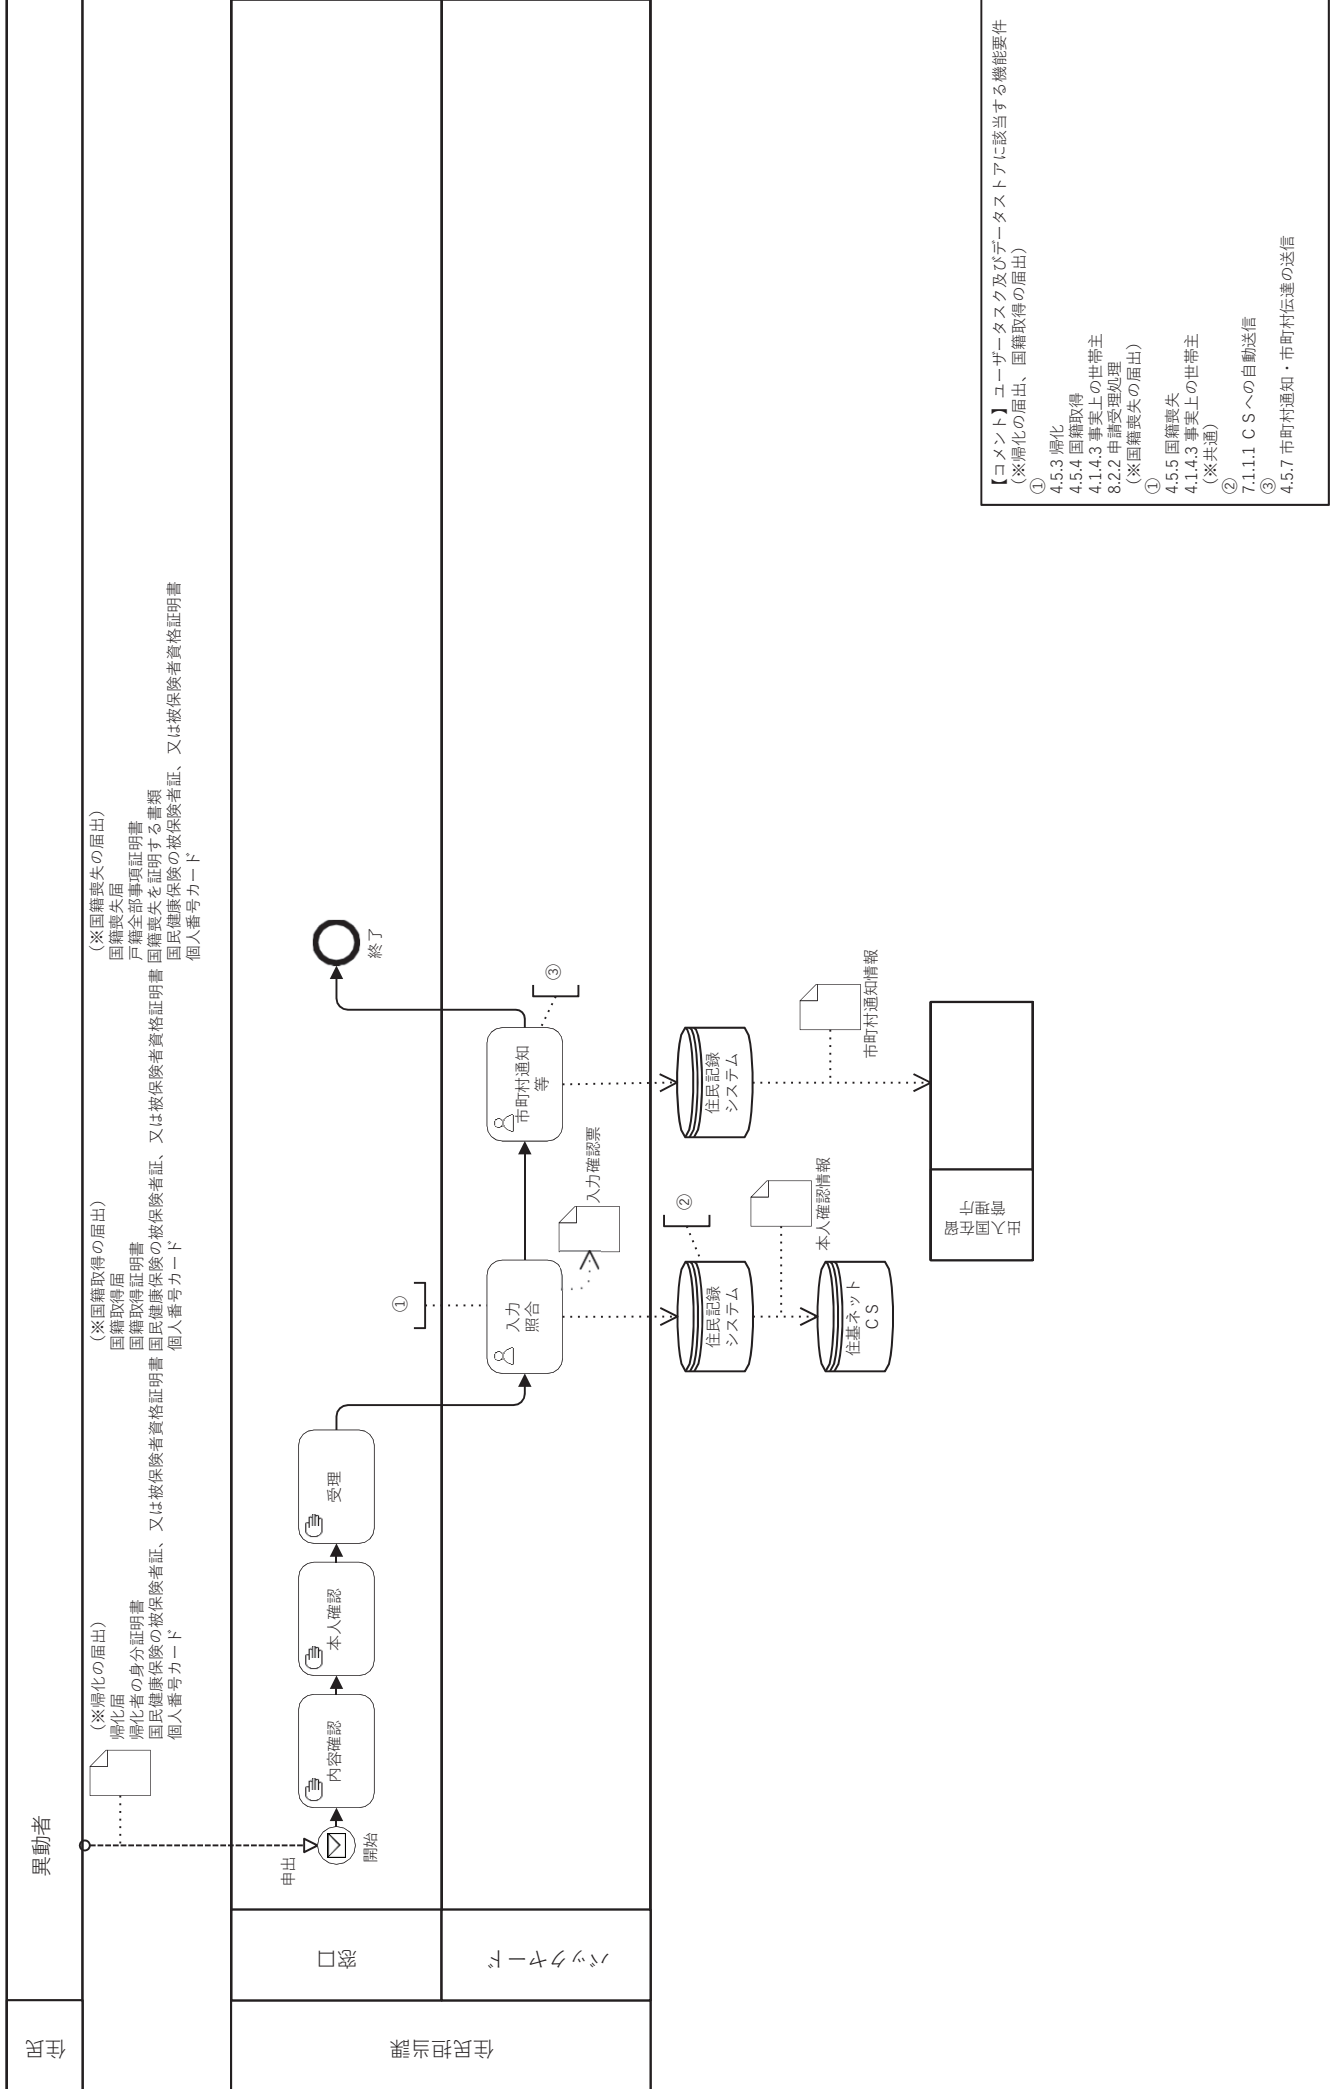 住民
異動者
(※帰化の届出)
帰化届
帰化者の身分証明書
国民健康保険の被保険者証、又は被保険者資格証明書
個人番号カード
(※国籍取得の届出)
国籍取得届
国籍取得証明書
国民健康保険の被保険者証、又は被保険者資格証明書
個人番号カード
(※国籍喪失の届出)
国籍喪失届
戸籍全部事項証明書
国籍喪失を証明する書類
国民健康保険の被保険者証、又は被保険者資格証明書
個人番号カード
住民担当課
窓口
申出
開始
内容確認
本人確認
受理
終了
バックヤード
①
入力
照合
入力確認票
市町村通知
等
③
住民記録
システム
②
本人確認情報
住基ネット
ＣＳ
住民記録
システム
市町村通知情報
出入国在留
管理庁
【コメント】ユーザータスク及びデータストアに該当する機能要件
(※帰化の届出、国籍取得の届出)
①
4.5.3 帰化
4.5.4 国籍取得
4.1.4.3 事実上の世帯主
8.2.2 申請受理処理
(※国籍喪失の届出)
①
4.5.5 国籍喪失
4.1.4.3 事実上の世帯主
(※共通)
②
7.1.1.1 ＣＳへの自動送信
③
4.5.7 市町村通知・市町村伝達の送信